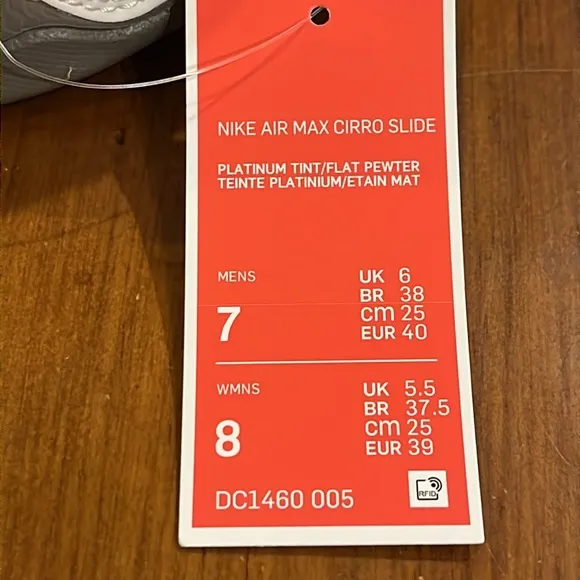 NIKE AIR MAX CIRRO SLIDE
PLATINUM TINT/FLAT PEWTER
TEINTE PLATINIUM/ETAIN MAT
MENS
7
UK 6
BR 38
cm 25
EUR 40
WMNS
8
UK 5.5
BR 37.5
cm 25
EUR 39
DC1460 005
RFID